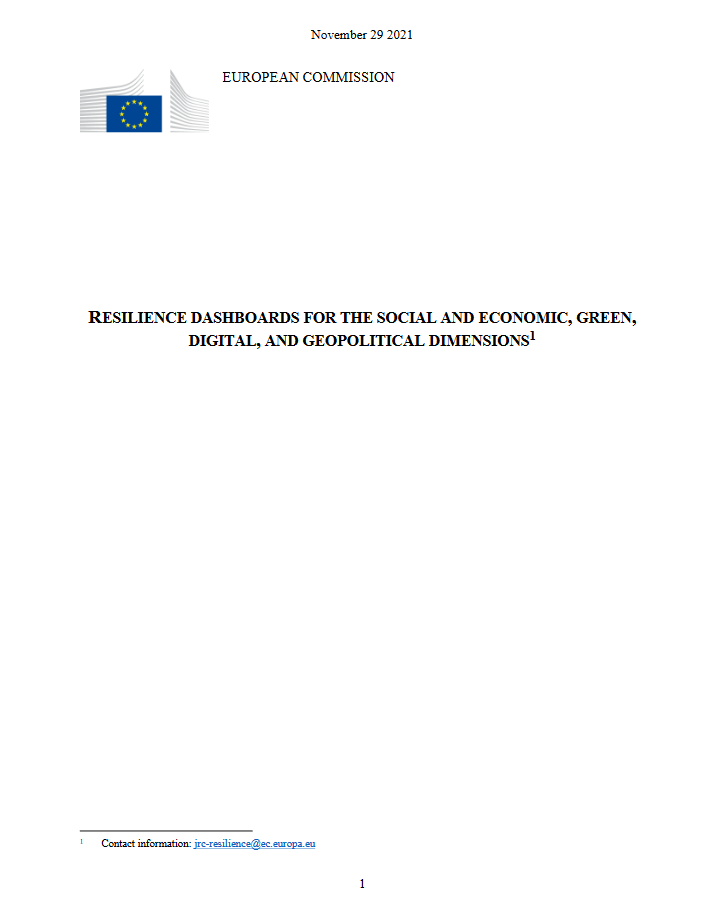 November 29 2021
EUROPEAN COMMISSION
RESILIENCE DASHBOARDS FOR THE SOCIAL AND ECONOMIC, GREEN,
DIGITAL, AND GEOPOLITICAL DIMENSIONS1
1 Contact information: jrc-resilience@ec.europa.eu
1